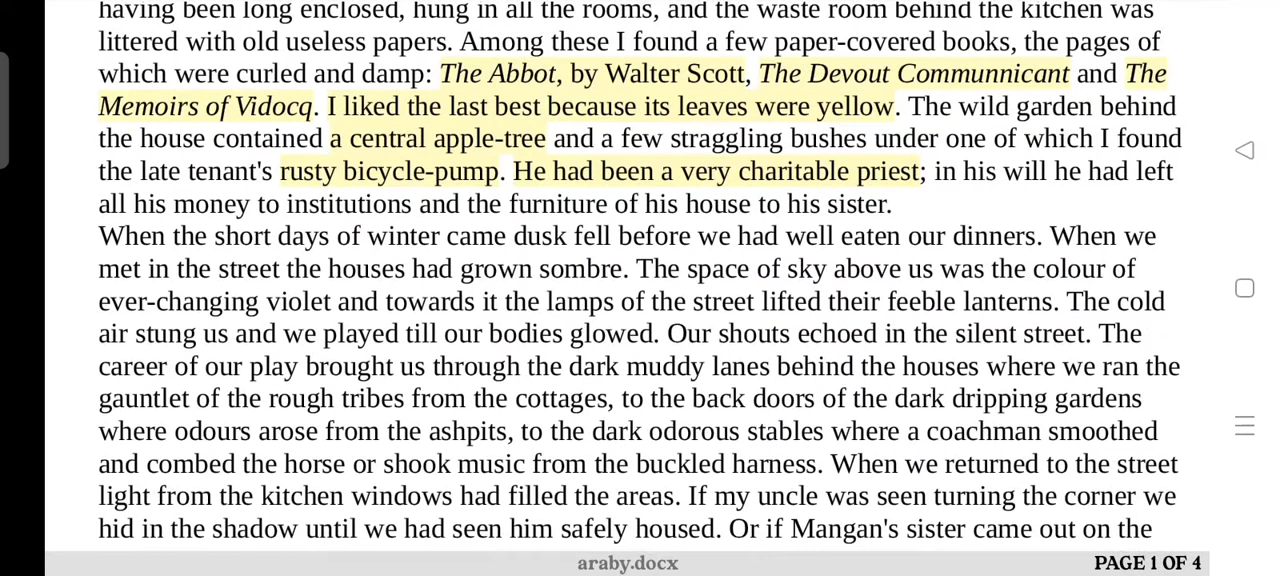 having been long enclosed, hung in all the rooms, and the waste room behind the kitchen was
littered with old useless papers. Among these I found a few paper-covered books, the pages of
which were curled and damp: The Abbot, by Walter Scott, The Devout Communnicant and The
Memoirs of Vidocq. I liked the last best because its leaves were yellow. The wild garden behind
the house contained a central apple-tree and a few straggling bushes under one of which I found
the late tenant's rusty bicycle-pump. He had been a very charitable priest; in his will he had left
all his money to institutions and the furniture of his house to his sister.
When the short days of winter came dusk fell before we had well eaten our dinners. When we
met in the street the houses had grown sombre. The space of sky above us was the colour of
ever-changing violet and towards it the lamps of the street lifted their feeble lanterns. The cold
air stung us and we played till our bodies glowed. Our shouts echoed in the silent street. The
career of our play brought us through the dark muddy lanes behind the houses where we ran the
gauntlet of the rough tribes from the cottages, to the back doors of the dark dripping gardens
where odours arose from the ashpits, to the dark odorous stables where a coachman smoothed
and combed the horse or shook music from the buckled harness. When we returned to the street
light from the kitchen windows had filled the areas. If my uncle was seen turning the corner we
hid in the shadow until we had seen him safely housed. Or if Mangan's sister came out on the
araby.docx PAGE 1 OF 4